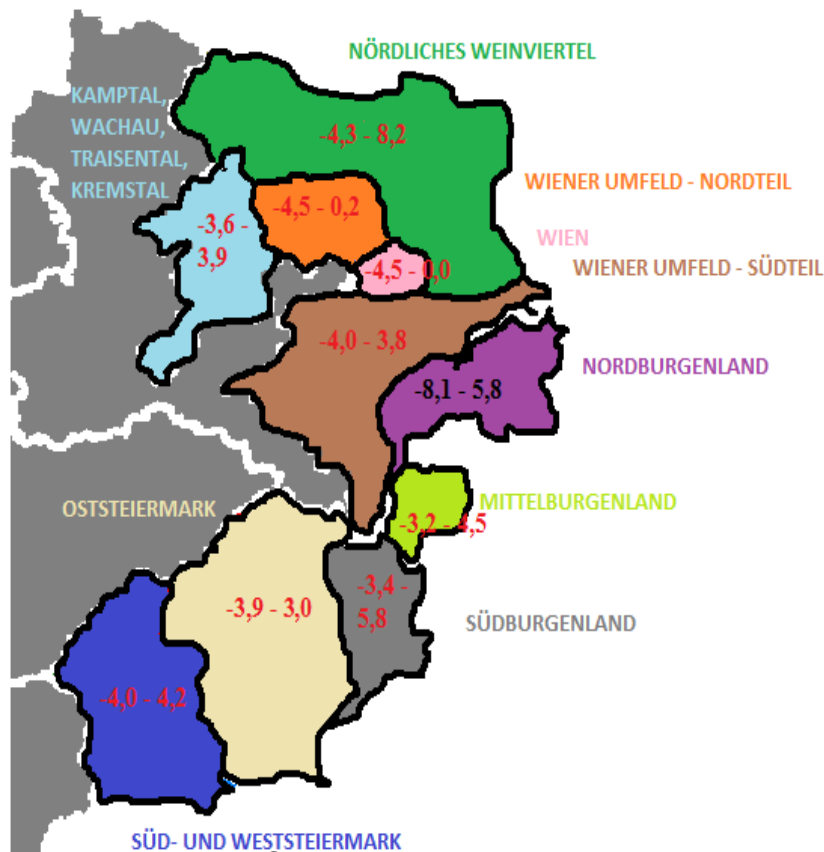 NÖRDLICHES WEINVIERTEL
KAMPTAL,
WACHAU,
TRAISENTAL,
KREMSTAL
-4,3 - 8,2
WIENER UMFELD - NORDTEIL
-4,5 - 0,2
-3,6 -
3,9
WIEN
-4,5 - 0,0
WIENER UMFELD - SÜDTEIL
-4,0 - 3,8
NORDBURGENLAND
-8,1 - 5,8
OSTSTEIERMARK
MITTELBURGENLAND
-3,2 - 4,5
-3,9 - 3,0
-3,4 -
5,8
SÜDBURGENLAND
-4,0 - 4,2
SÜD- UND WESTSTEIERMARK